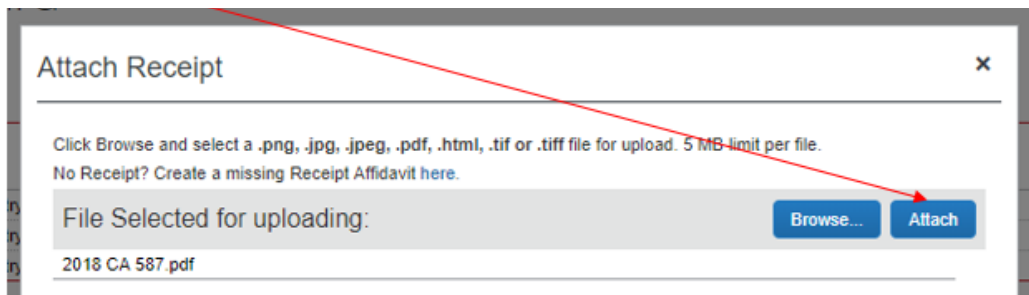 Attach Receipt ×
Click Browse and select a .png, .jpg, .jpeg, .pdf, .html, .tif or .tiff file for upload. 5 MB limit per file.
No Receipt? Create a missing Receipt Affidavit here.
File Selected for uploading: Browse... Attach
2018 CA 587.pdf